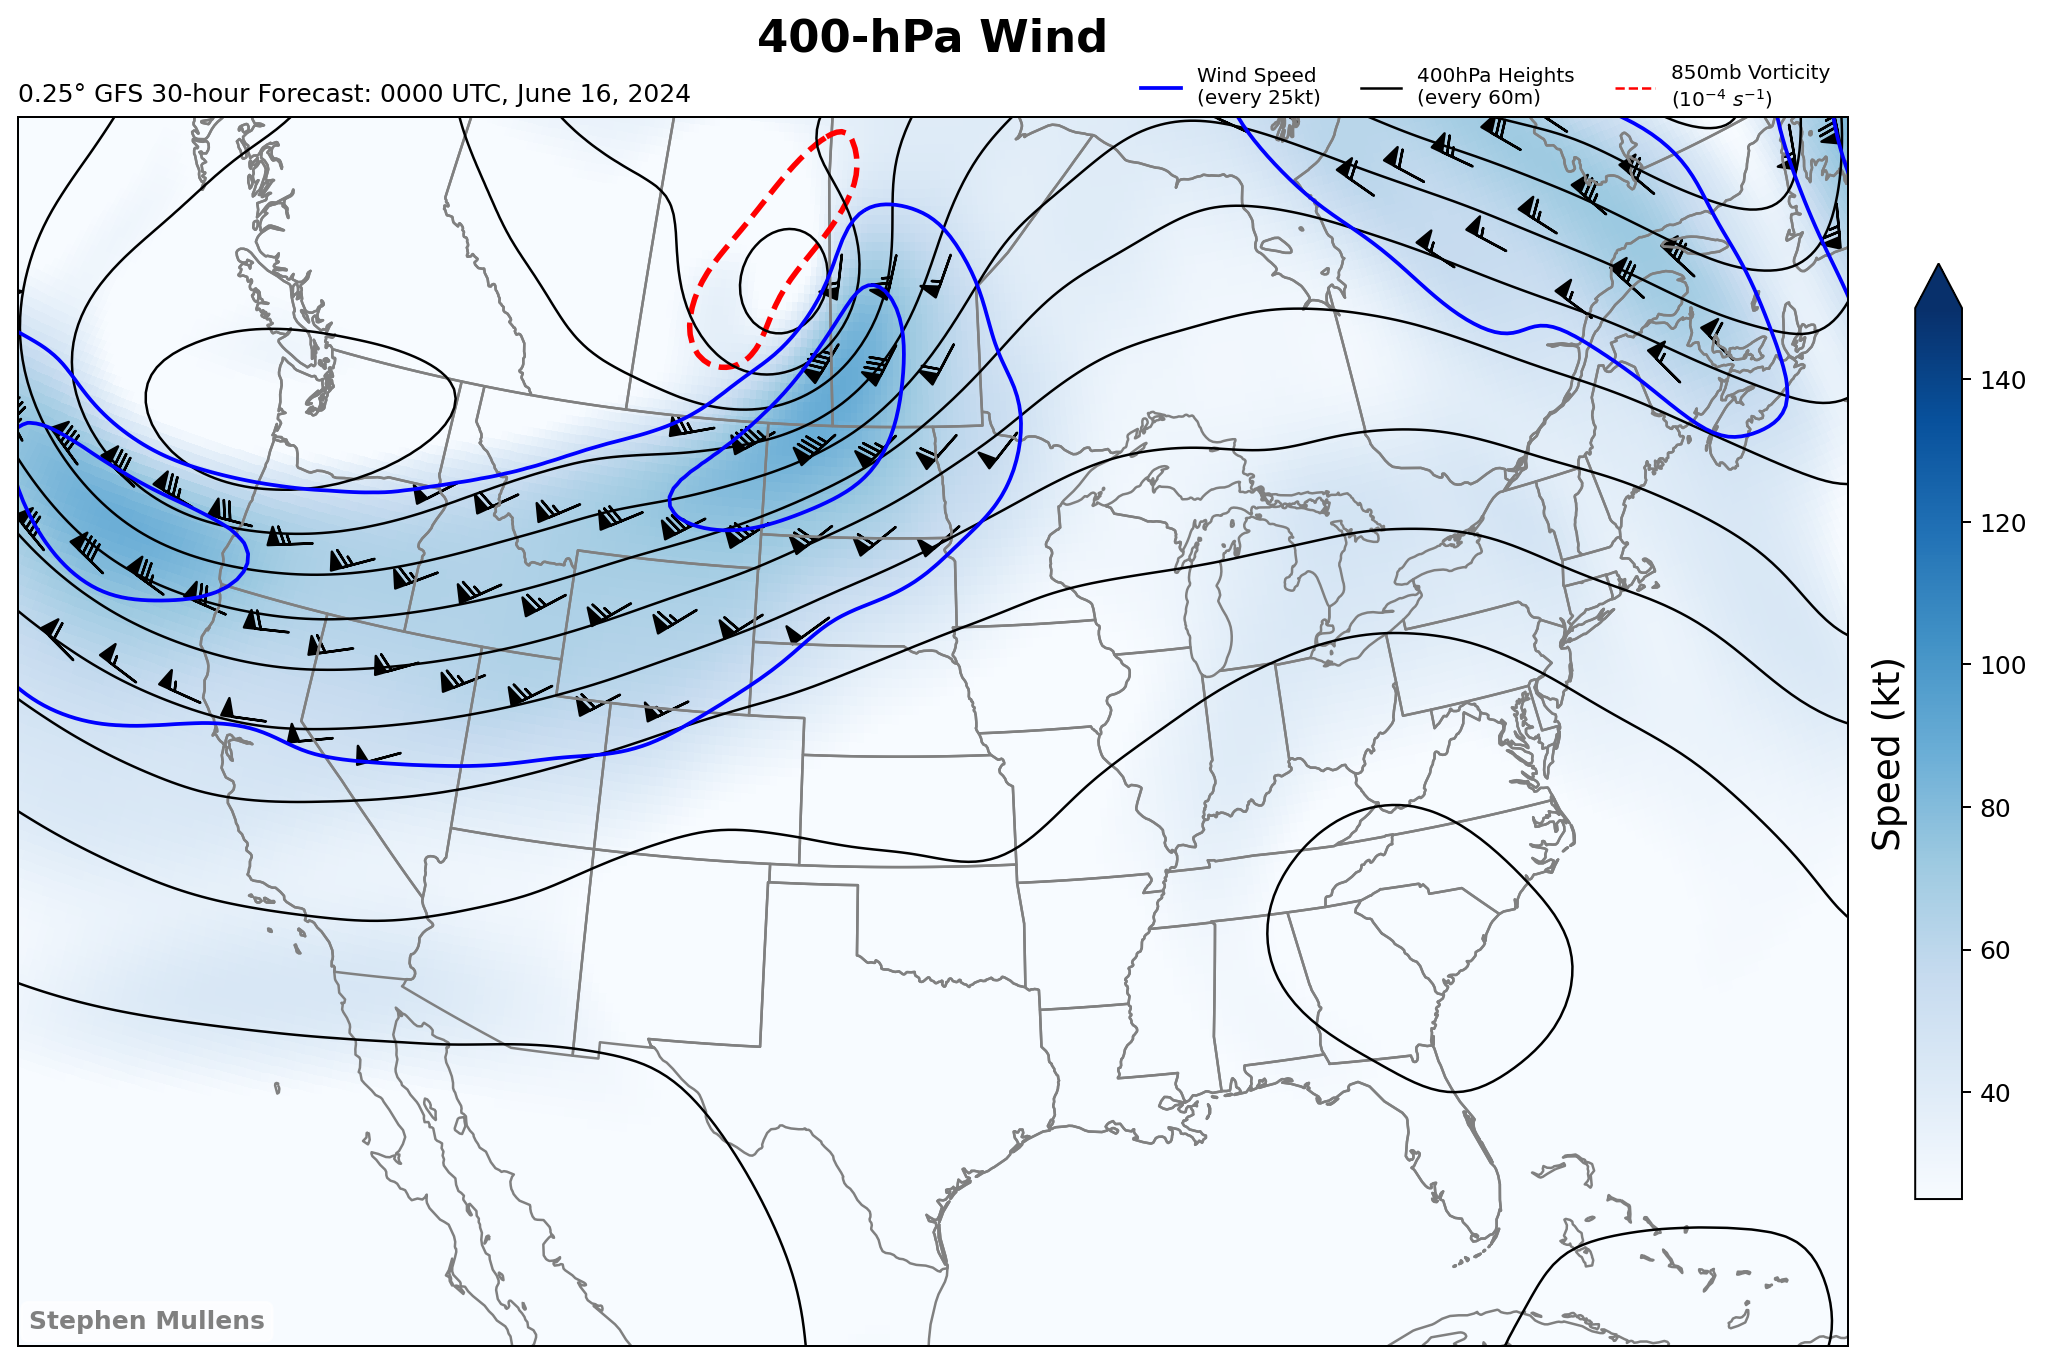 400-hPa Wind
0.25° GFS 30-hour Forecast: 0000 UTC, June 16, 2024
Wind Speed
(every 25kt)
400hPa Heights
(every 60m)
850mb Vorticity
(10⁻⁴ s⁻¹)
140
120
100
80
60
40
Speed (kt)
Stephen Mullens